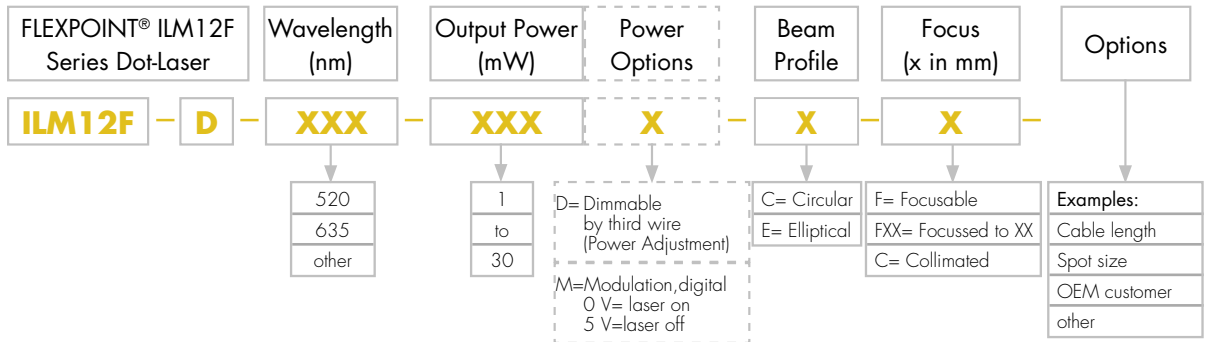 FLEXPOINT® ILM12F
Series Dot-Laser
Wavelength
(nm)
Output Power
(mW)
Power
Options
Beam
Profile
Focus
(x in mm)
Options
ILM12F – D – XXX – XXX X – X – X –
520
635
other
1
to
30
D= Dimmable
by third wire
(Power Adjustment)
M=Modulation,digital
0 V= laser on
5 V=laser off
C= Circular
E= Elliptical
F= Focusable
FXX= Focussed to XX
C= Collimated
Examples:
Cable length
Spot size
OEM customer
other